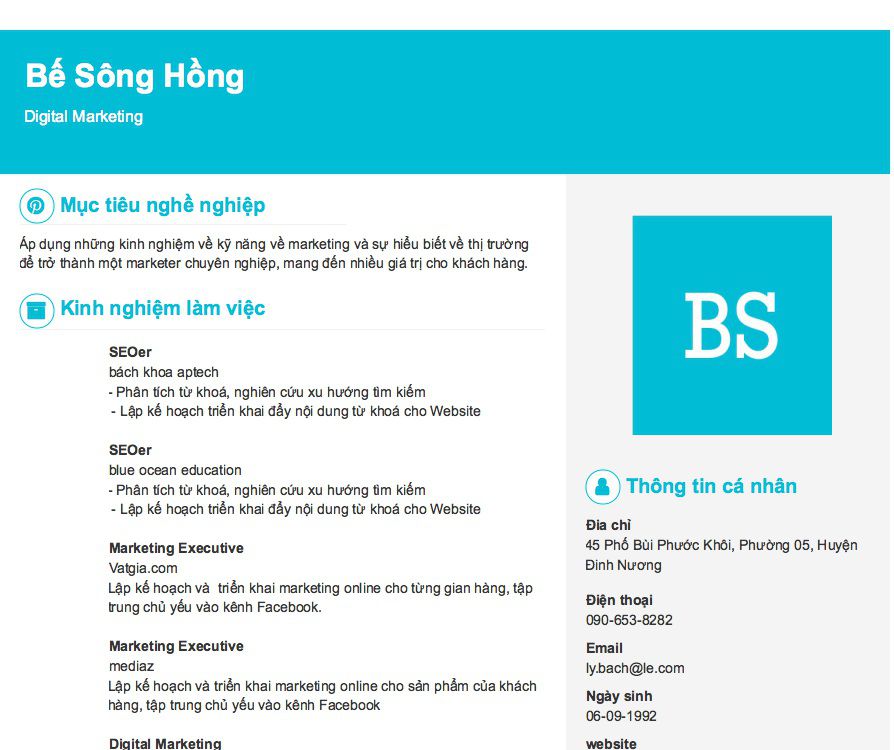 Bế Sông Hồng
Digital Marketing
Mục tiêu nghề nghiệp
Áp dụng những kinh nghiệm về kỹ năng về marketing và sự hiểu biết về thị trường
để trở thành một marketer chuyên nghiệp, mang đến nhiều giá trị cho khách hàng.
Kinh nghiệm làm việc
SEOer
bách khoa aptech
- Phân tích từ khoá, nghiên cứu xu hướng tìm kiếm
- Lập kế hoạch triển khai đẩy nội dung từ khoá cho Website
SEOer
blue ocean education
- Phân tích từ khoá, nghiên cứu xu hướng tìm kiếm
- Lập kế hoạch triển khai đẩy nội dung từ khoá cho Website
Marketing Executive
Vatgia.com
Lập kế hoạch và triển khai marketing online cho từng gian hàng, tập
trung chủ yếu vào kênh Facebook.
Marketing Executive
mediaz
Lập kế hoạch và triển khai marketing online cho sản phẩm của khách
hàng, tập trung chủ yếu vào kênh Facebook
Digital Marketing
BS
Thông tin cá nhân
Địa chỉ
45 Phố Bùi Phước Khôi, Phường 05, Huyện
Đinh Nương
Điện thoại
090-653-8282
Email
ly.bach@le.com
Ngày sinh
06-09-1992
website